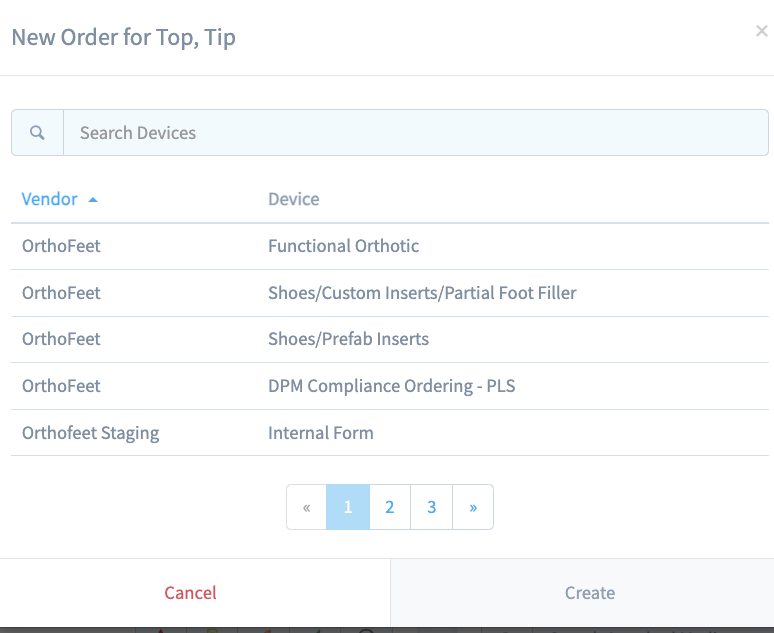 New Order for Top, Tip
×
Search Devices
Vendor Device
OrthoFeet Functional Orthotic
OrthoFeet Shoes/Custom Inserts/Partial Foot Filler
OrthoFeet Shoes/Prefab Inserts
OrthoFeet DPM Compliance Ordering - PLS
Orthofeet Staging Internal Form
« 1 2 3 »
Cancel Create